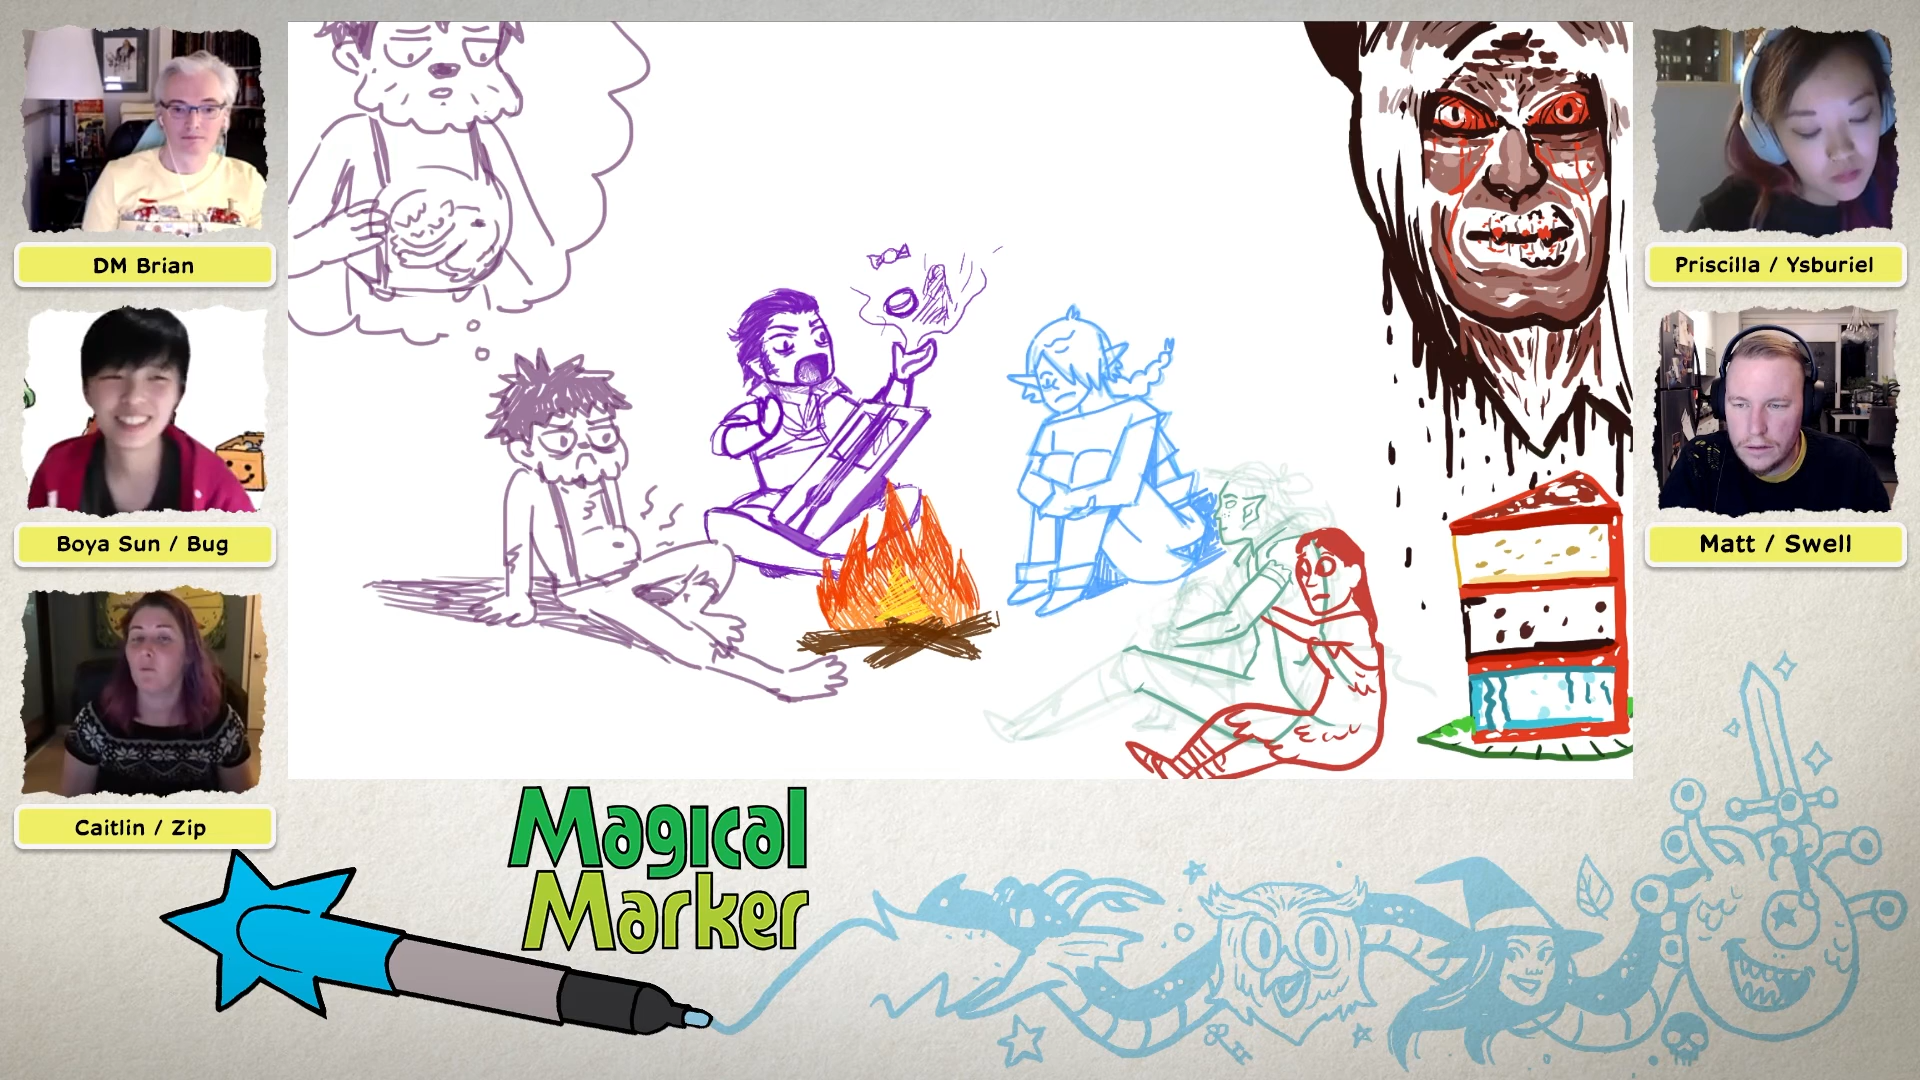 DM Brian
Boya Sun / Bug
Caitlin / Zip
Priscilla / Ysburiel
Matt / Swell
Magical
Marker